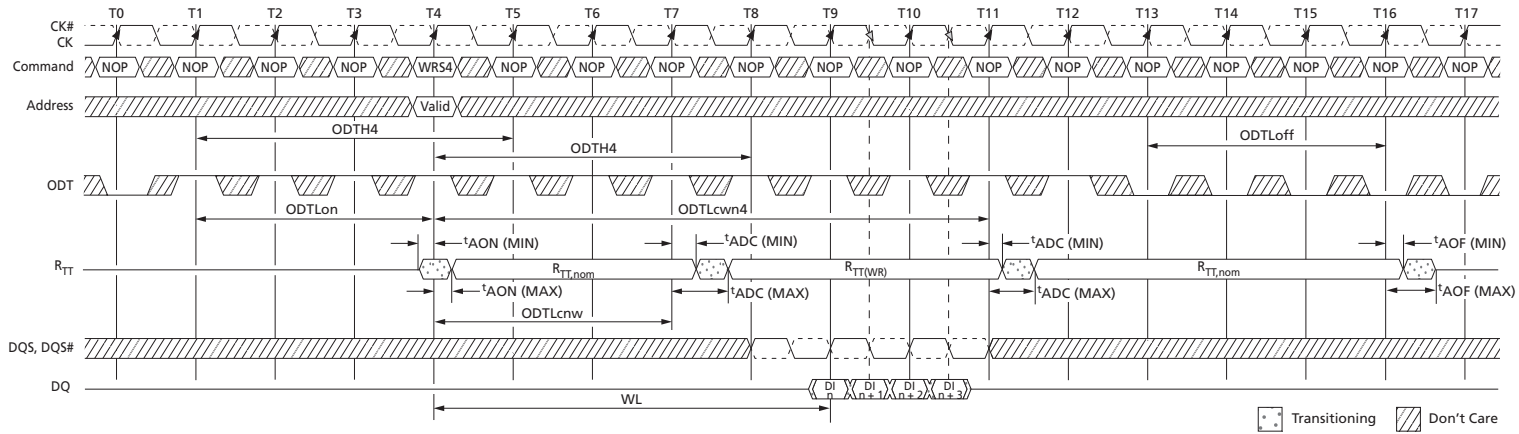 T0 T1 T2 T3 T4 T5 T6 T7 T8 T9 T10 T11 T12 T13 T14 T15 T16 T17
CK#
CK
Command NOP NOP NOP NOP WRS4 NOP NOP NOP NOP NOP NOP NOP NOP NOP NOP NOP NOP NOP
Address Valid
ODTH4 ODTLoff
ODTH4
ODT
ODTLon ODTLcwn4
tAON (MIN) tADC (MIN) tADC (MIN) tAOF (MIN)
RTT RTT,nom RTT(WR) RTT,nom
tAON (MAX) tADC (MAX) tADC (MAX) tAOF (MAX)
ODTLcnw
DQS, DQS#
DQ DI n DI n + 1 DI n + 2 DI n + 3
WL
Transitioning Don't Care